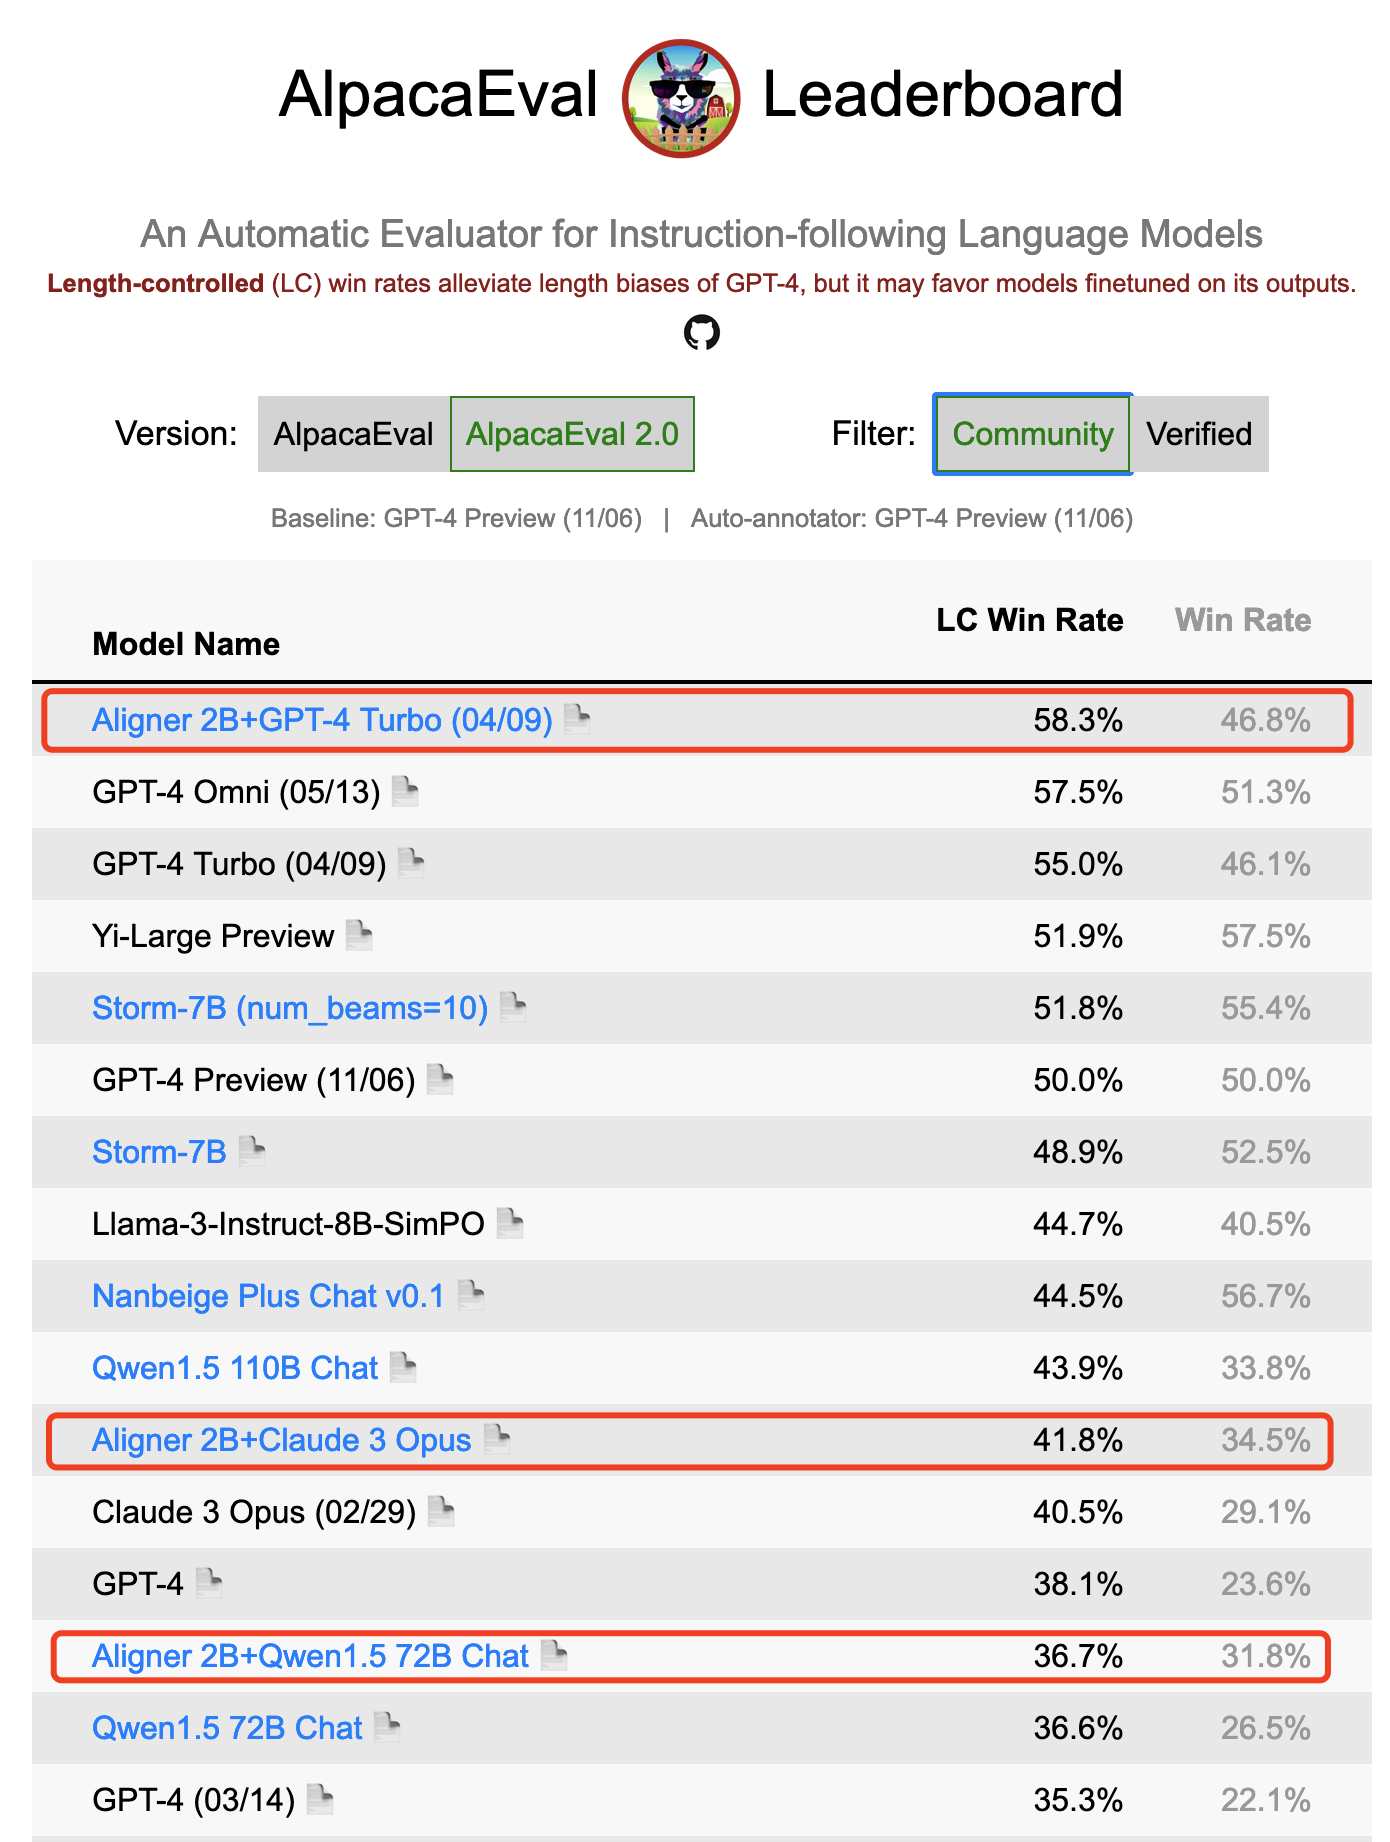 AlpacaEval Leaderboard
An Automatic Evaluator for Instruction-following Language Models
Length-controlled (LC) win rates alleviate length biases of GPT-4, but it may favor models finetuned on its outputs.
Version: AlpacaEval AlpacaEval 2.0 Filter: Community Verified
Baseline: GPT-4 Preview (11/06) | Auto-annotator: GPT-4 Preview (11/06)
Model Name LC Win Rate Win Rate
Aligner 2B+GPT-4 Turbo (04/09) 58.3% 46.8%
GPT-4 Omni (05/13) 57.5% 51.3%
GPT-4 Turbo (04/09) 55.0% 46.1%
Yi-Large Preview 51.9% 57.5%
Storm-7B (num_beams=10) 51.8% 55.4%
GPT-4 Preview (11/06) 50.0% 50.0%
Storm-7B 48.9% 52.5%
Llama-3-Instruct-8B-SimPO 44.7% 40.5%
Nanbeige Plus Chat v0.1 44.5% 56.7%
Qwen1.5 110B Chat 43.9% 33.8%
Aligner 2B+Claude 3 Opus 41.8% 34.5%
Claude 3 Opus (02/29) 40.5% 29.1%
GPT-4 38.1% 23.6%
Aligner 2B+Qwen1.5 72B Chat 36.7% 31.8%
Qwen1.5 72B Chat 36.6% 26.5%
GPT-4 (03/14) 35.3% 22.1%